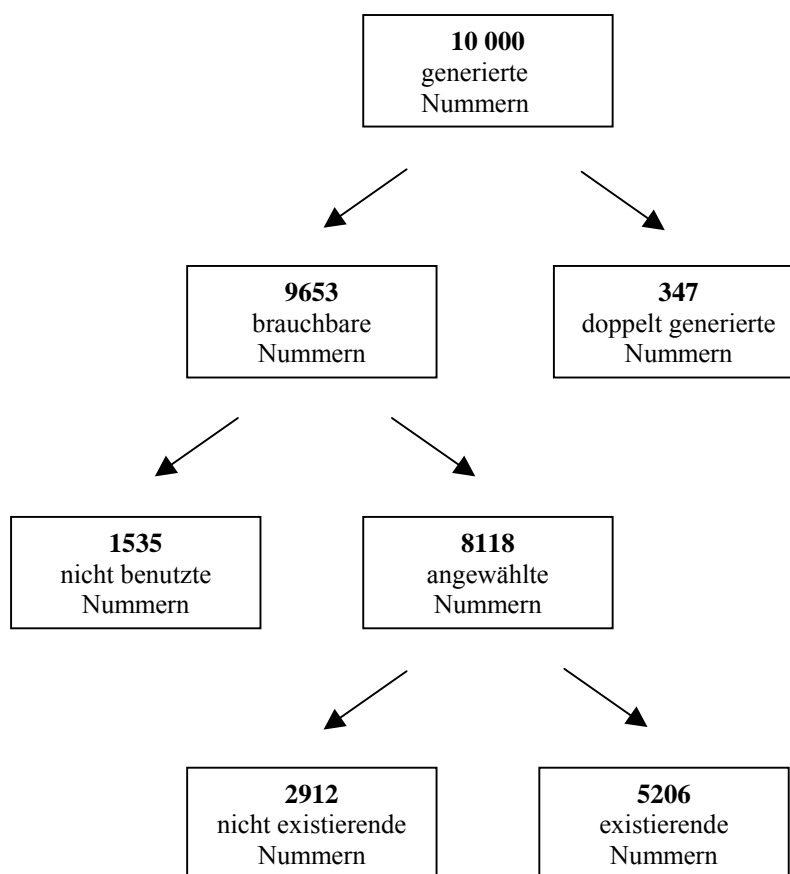 10 000
generierte
Nummern
9653
brauchbare
Nummern
347
doppelt generierte
Nummern
1535
nicht benutzte
Nummern
8118
angewählte
Nummern
2912
nicht existierende
Nummern
5206
existierende
Nummern